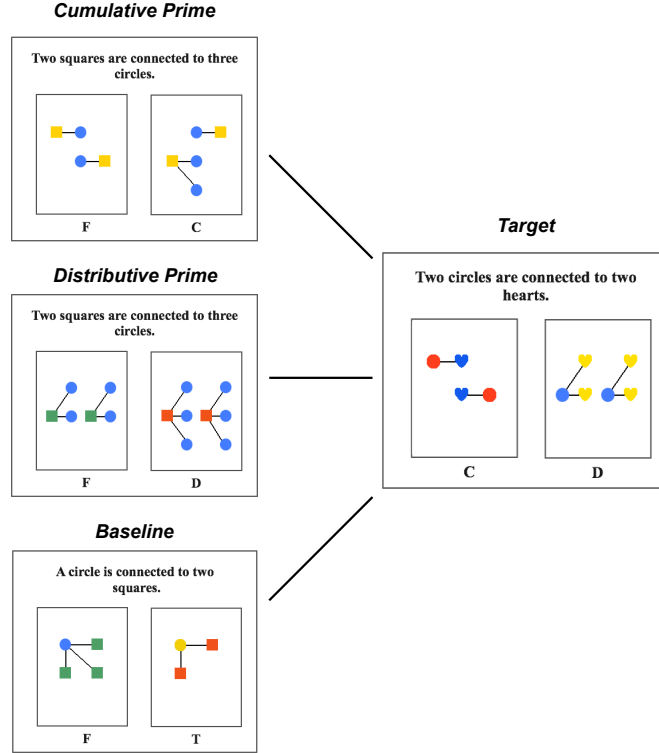 Cumulative Prime
Two squares are connected to three
circles.
F C
Distributive Prime
Two squares are connected to three
circles.
F D
Baseline
A circle is connected to two
squares.
F T
Target
Two circles are connected to two
hearts.
C D